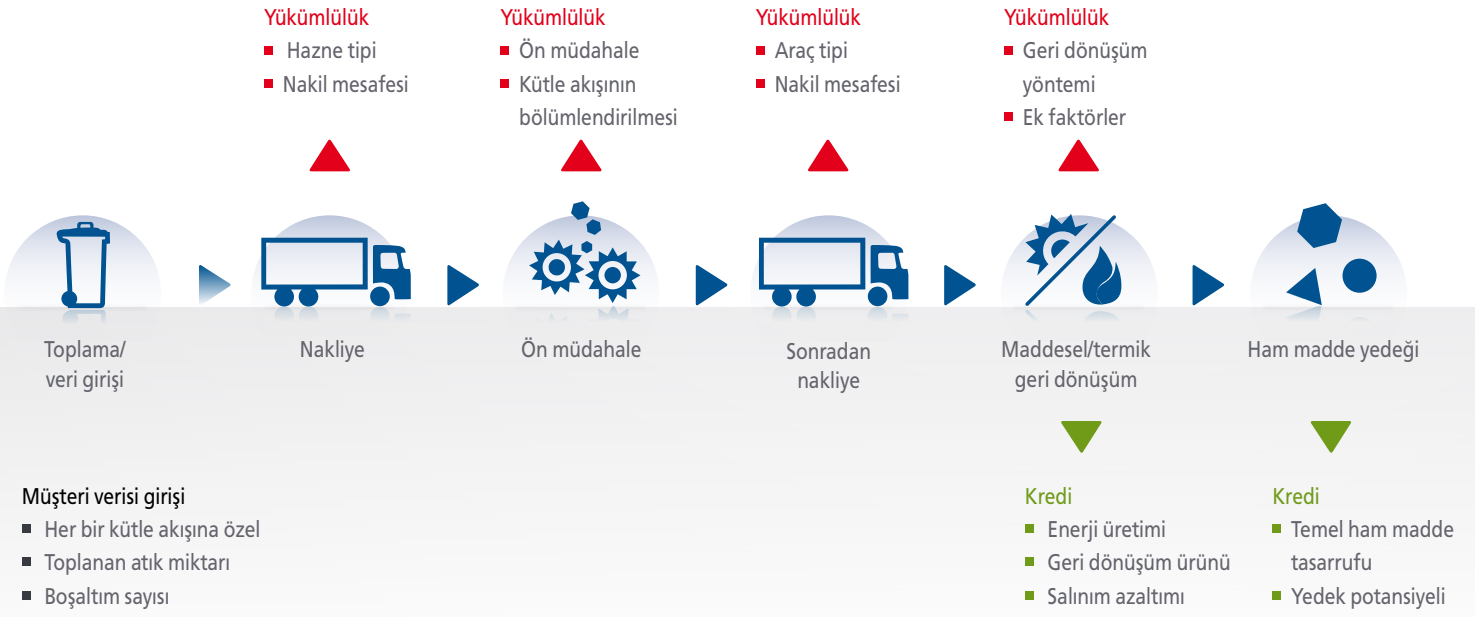 Yükümlülük
Hazne tipi
Nakil mesafesi
Yükümlülük
Ön müdahale
Kütle akışının
bölümlendirilmesi
Yükümlülük
Araç tipi
Nakil mesafesi
Yükümlülük
Geri dönüşüm
yöntemi
Ek faktörler
Toplama/
veri girişi
Nakliye
Ön müdahale
Sonradan
nakliye
Maddesel/termik
geri dönüşüm
Ham madde yedeği
Müşteri verisi girişi
Her bir kütle akışına özel
Toplanan atık miktarı
Boşaltım sayısı
Kredi
Enerji üretimi
Geri dönüşüm ürünü
Salınım azaltımı
Kredi
Temel ham madde
tasarrufu
Yedek potansiyeli